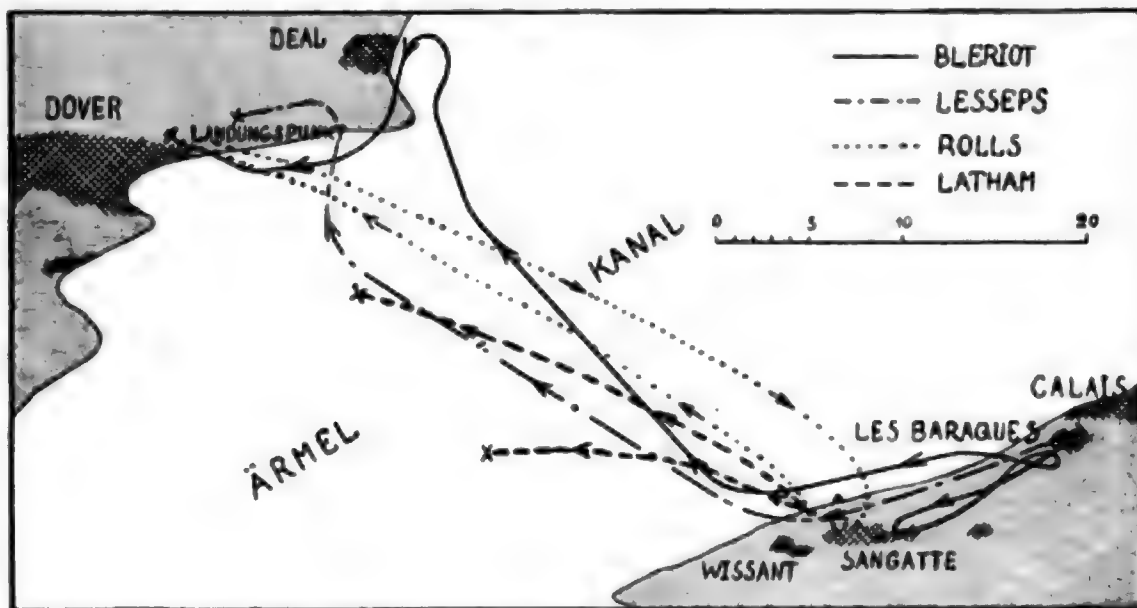 DEAL
DOVER
LANDUNGSPUNKT
BLERIOT
LESSEPS
ROLLS
LATHAM
0 5 10 20
KANAL
ÄRMEL
CALAIS
LES BARAQUES
WISSANT
SANGATTE